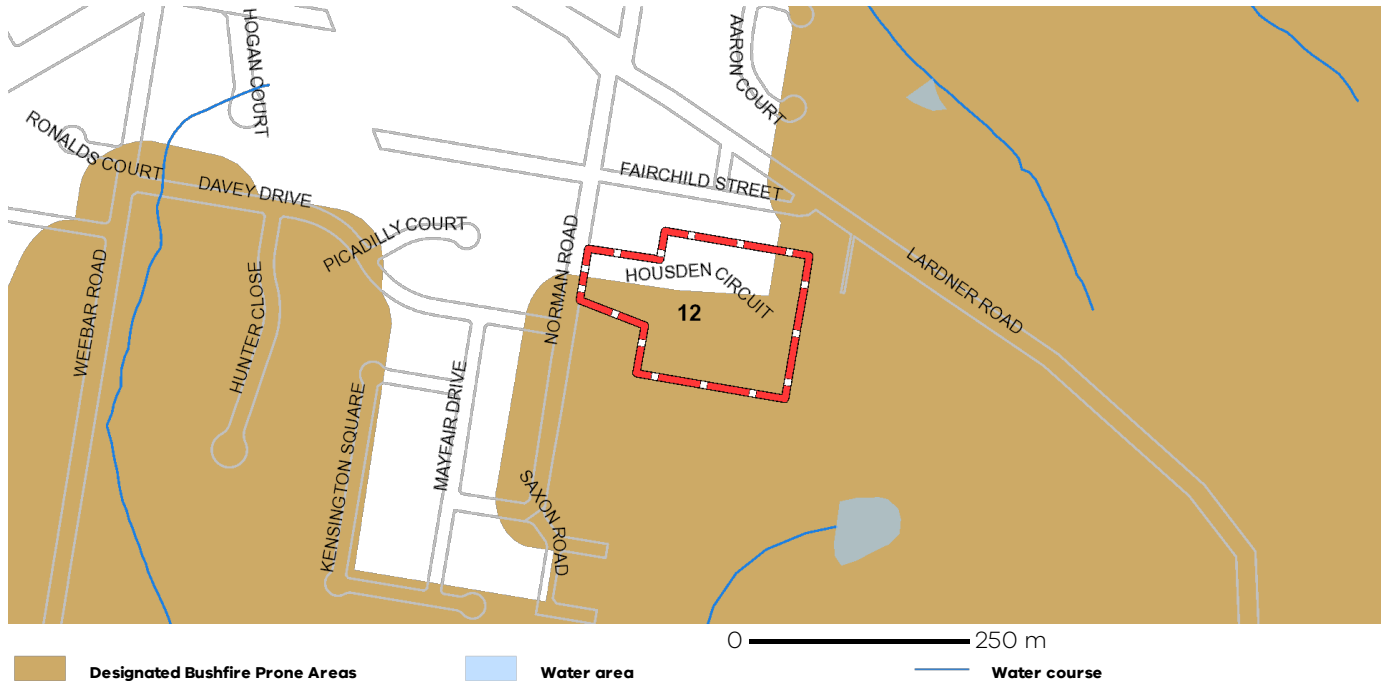 HOGAN COURT
AARON COURT
RONALDS COURT
DAVEY DRIVE
FAIRCHILD STREET
PICADILLY COURT
NORMAN ROAD
HOUSDEN CIRCUIT
LARDNER ROAD
WEEBAR ROAD
HUNTER CLOSE
12
KENSINGTON SQUARE
MAYFAIR DRIVE
SAXON ROAD
0 250 m
Designated Bushfire Prone Areas
Water area
Water course